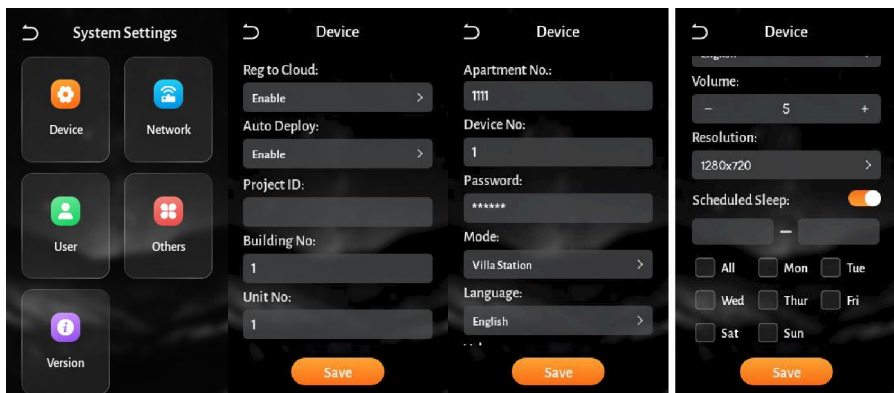 System Settings
Device
Network
User
Others
Version
Device
Reg to Cloud:
Enable
Auto Deploy:
Enable
Project ID:
Building No:
1
Unit No:
1
Save
Device
Apartment No.:
1111
Device No:
1
Password:
******
Mode:
Villa Station
Language:
English
Save
Device
Volume:
– 5 +
Resolution:
1280x720
Scheduled Sleep:
–
All Mon Tue
Wed Thur Fri
Sat Sun
Save